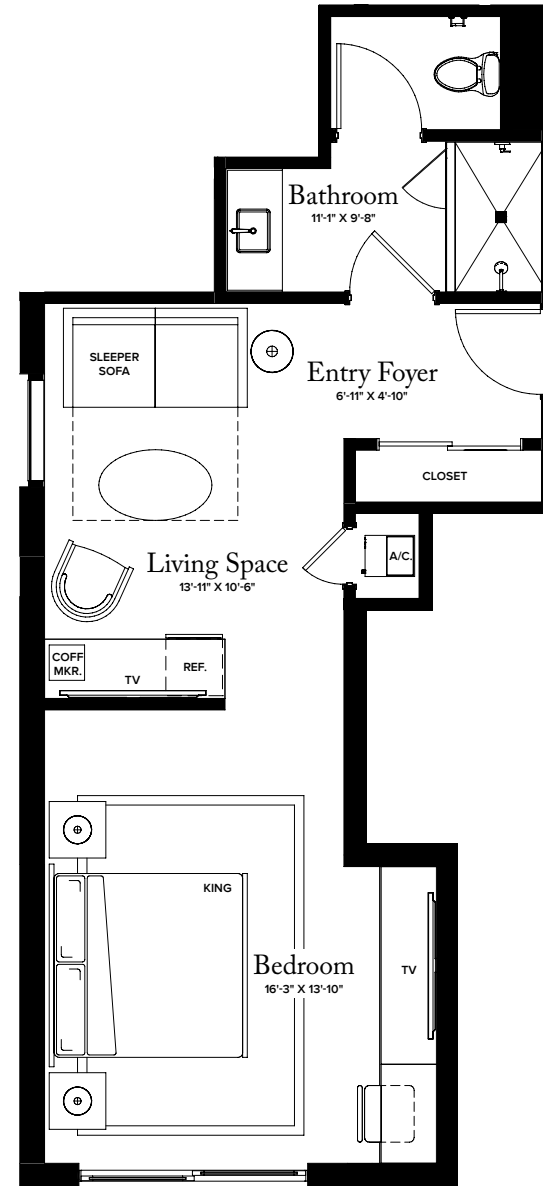 Bathroom
11'-1" X 9'-8"
SLEEPER
SOFA
Entry Foyer
6'-11" X 4'-10"
CLOSET
A/C.
Living Space
13'-11" X 10'-6"
COFF
MKR.
TV
REF.
KING
Bedroom
16'-3" X 13'-10"
TV